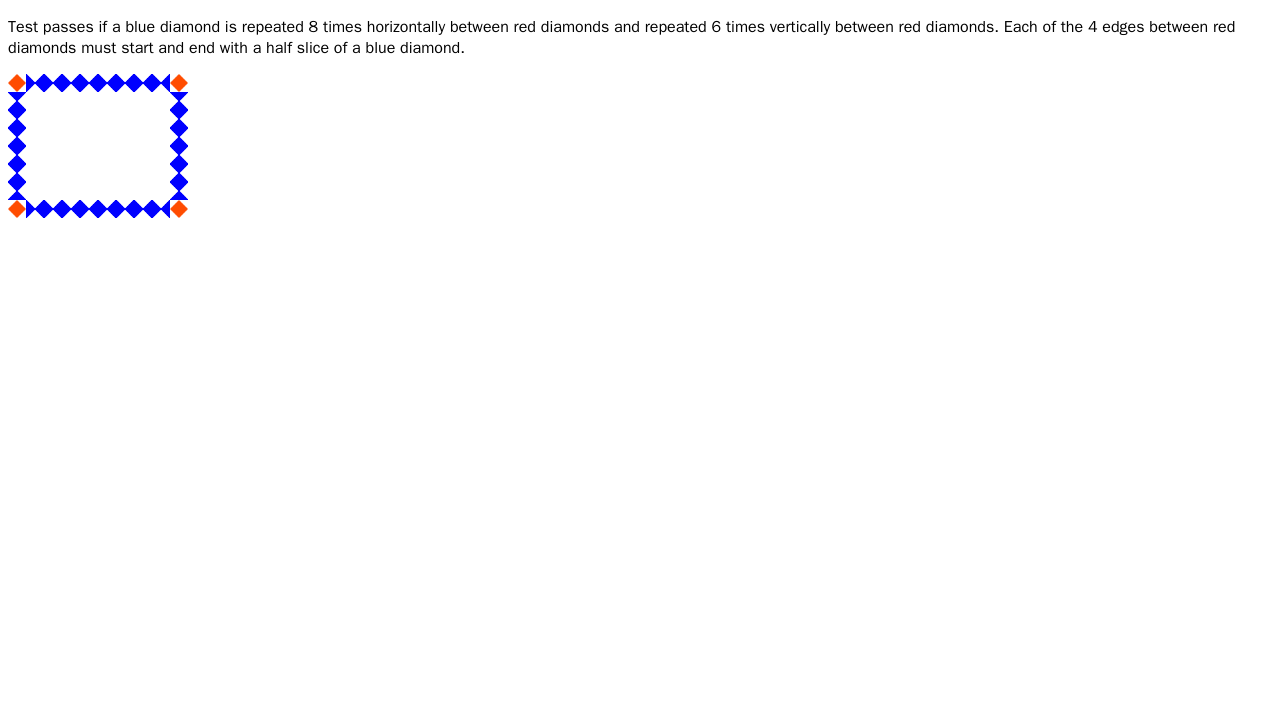 Test passes if a blue diamond is repeated 8 times horizontally between red diamonds and repeated 6 times vertically between red diamonds. Each of the 4 edges between red
diamonds must start and end with a half slice of a blue diamond.